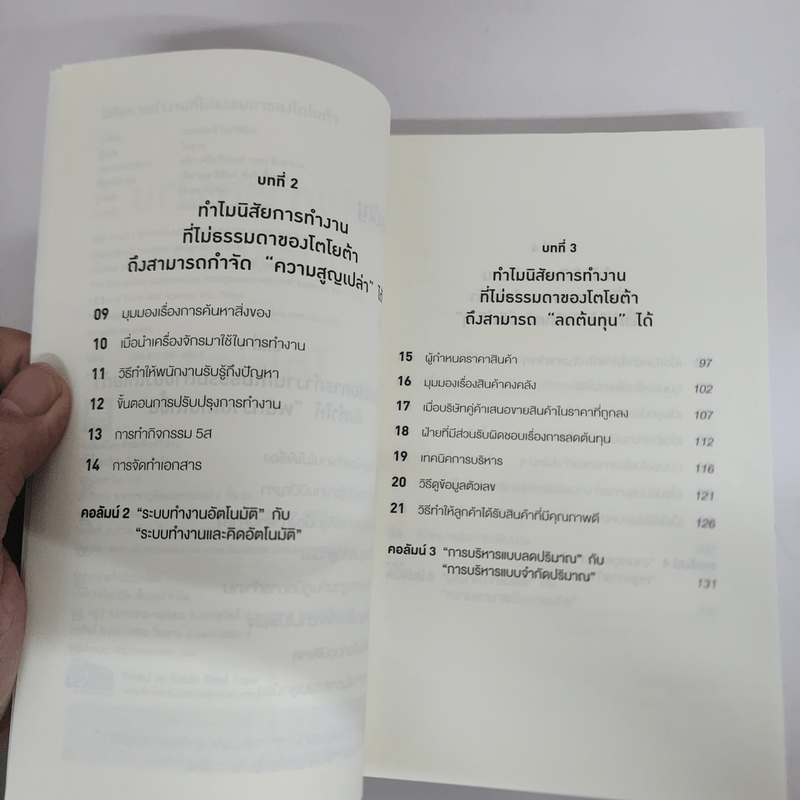 บทที่ 2
ทำไมนิสัยการทำงาน
ที่ไม่ธรรมดาของโตโยต้า
ถึงสามารถกำจัด “ความสูญเปล่า” ได้
09 มุมมองเรื่องการค้นหาสิ่งของ
10 เมื่อนำเครื่องจักรมาใช้ในการทำงาน
11 วิธีทำให้พนักงานรับรู้ถึงปัญหา
12 ขั้นตอนการปรับปรุงการทำงาน
13 การทำกิจกรรม 5ส
14 การจัดทำเอกสาร
คอลัมน์ 2 “ระบบทำงานอัตโนมัติ” กับ
“ระบบทำงานและคิดอัตโนมัติ”
บทที่ 3
ทำไมนิสัยการทำงาน
ที่ไม่ธรรมดาของโตโยต้า
ถึงสามารถ “ลดต้นทุน” ได้
15 ผู้กำหนดราคาสินค้า 97
16 มุมมองเรื่องสินค้าคงคลัง 102
17 เมื่อบริษัทคู่ค้าเสนอขายสินค้าในราคาที่ถูกลง 107
18 ฝ่ายที่มีส่วนรับผิดชอบเรื่องการลดต้นทุน 112
19 เทคนิคการบริหาร 116
20 วิธีดูข้อมูลตัวเลข 121
21 วิธีทำให้ลูกค้าได้รับสินค้าที่มีคุณภาพดี 126
คอลัมน์ 3 “การบริหารแบบลดปริมาณ” กับ
“การบริหารแบบจำกัดปริมาณ” 131